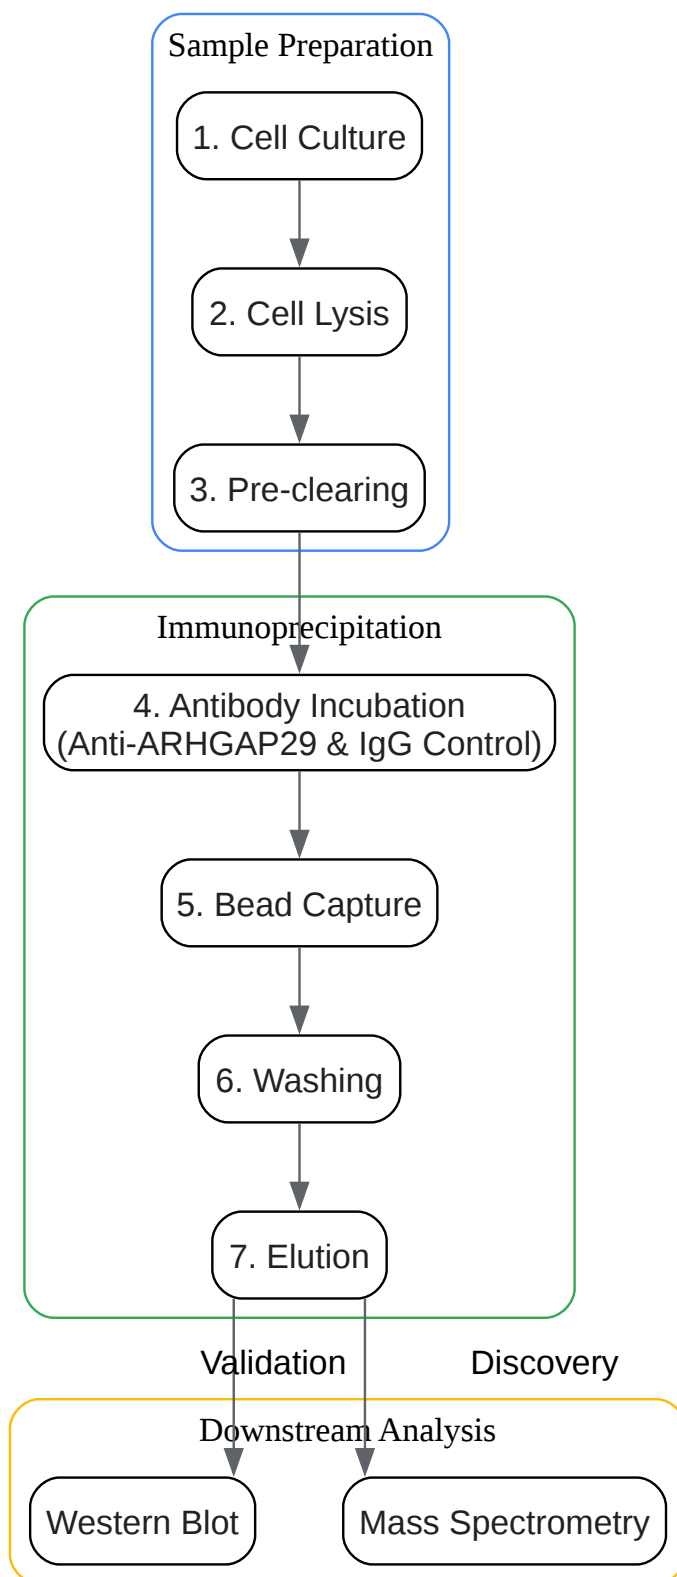 Sample Preparation
1. Cell Culture
2. Cell Lysis
3. Pre-clearing
Immunoprecipitation
4. Antibody Incubation
(Anti-ARHGAP29 & IgG Control)
5. Bead Capture
6. Washing
7. Elution
Validation
Discovery
Downstream Analysis
Western Blot
Mass Spectrometry